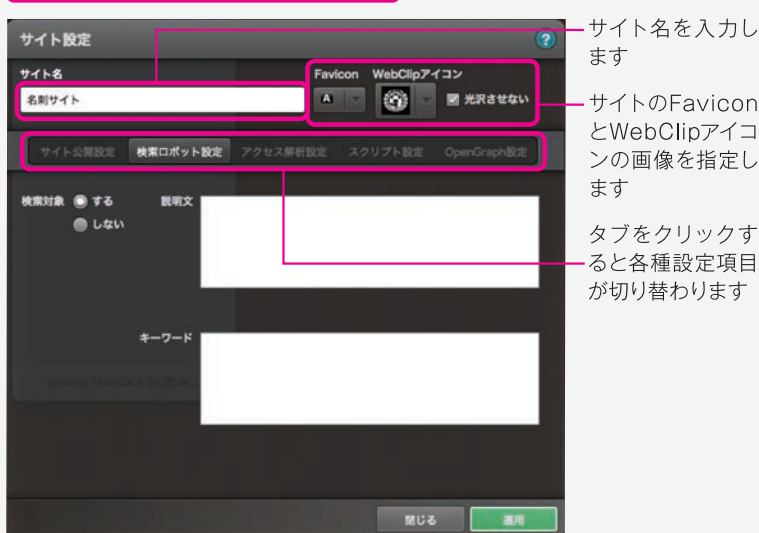 サイト設定
?
サイト名
Favicon WebClipアイコン
名刺サイト
A
光沢させない
サイト公開設定 検索ロボット設定 アクセス解析設定 スクリプト設定 OpenGraph設定
検索対象 する 説明文
しない
キーワード
閉じる 適用
サイト名を入力し
ます
サイトのFavicon
とWebClipアイコ
ンの画像を指定し
ます
タブをクリックす
ると各種設定項目
が切り替わります